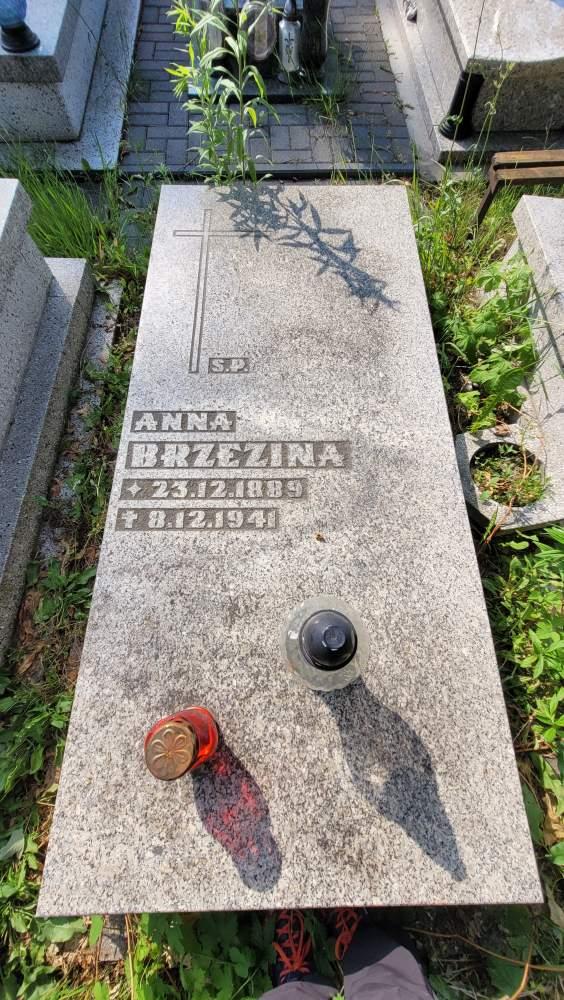 Ś.P.
ANNA
BRZEZINA
✦ 23.12.1889
✝ 8.12.1941